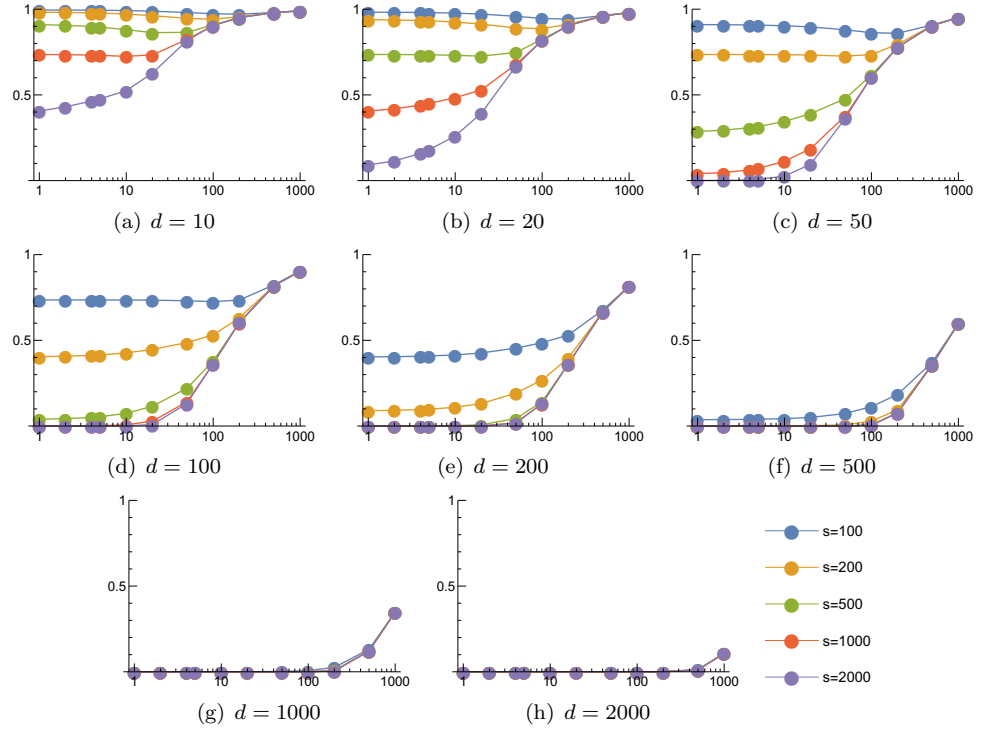 1
0.5
1 10 100 1000
(a) d = 10
1
0.5
1 10 100 1000
(b) d = 20
1
0.5
1 10 100 1000
(c) d = 50
1
0.5
1 10 100 1000
(d) d = 100
1
0.5
1 10 100 1000
(e) d = 200
1
0.5
1 10 100 1000
(f) d = 500
1
0.5
1 10 100 1000
(g) d = 1000
1
0.5
1 10 100 1000
(h) d = 2000
s=100
s=200
s=500
s=1000
s=2000